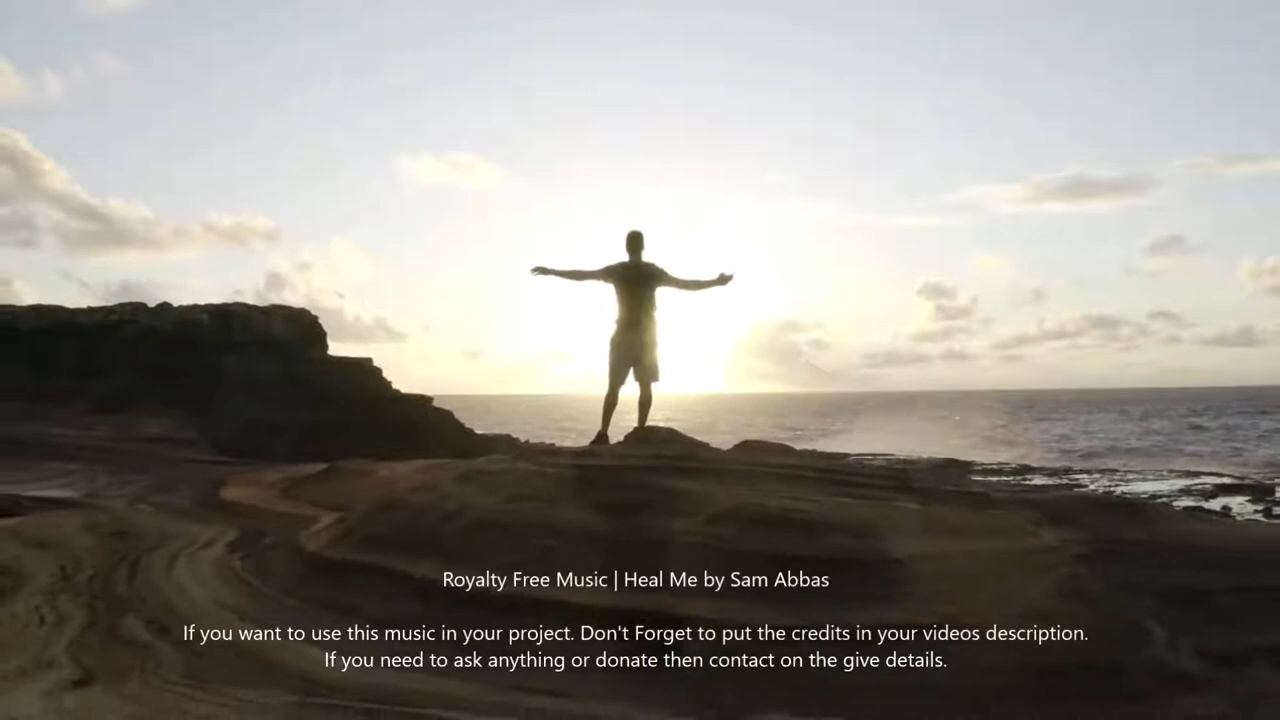 Royalty Free Music | Heal Me by Sam Abbas
If you want to use this music in your project. Don't Forget to put the credits in your videos description.
If you need to ask anything or donate then contact on the give details.